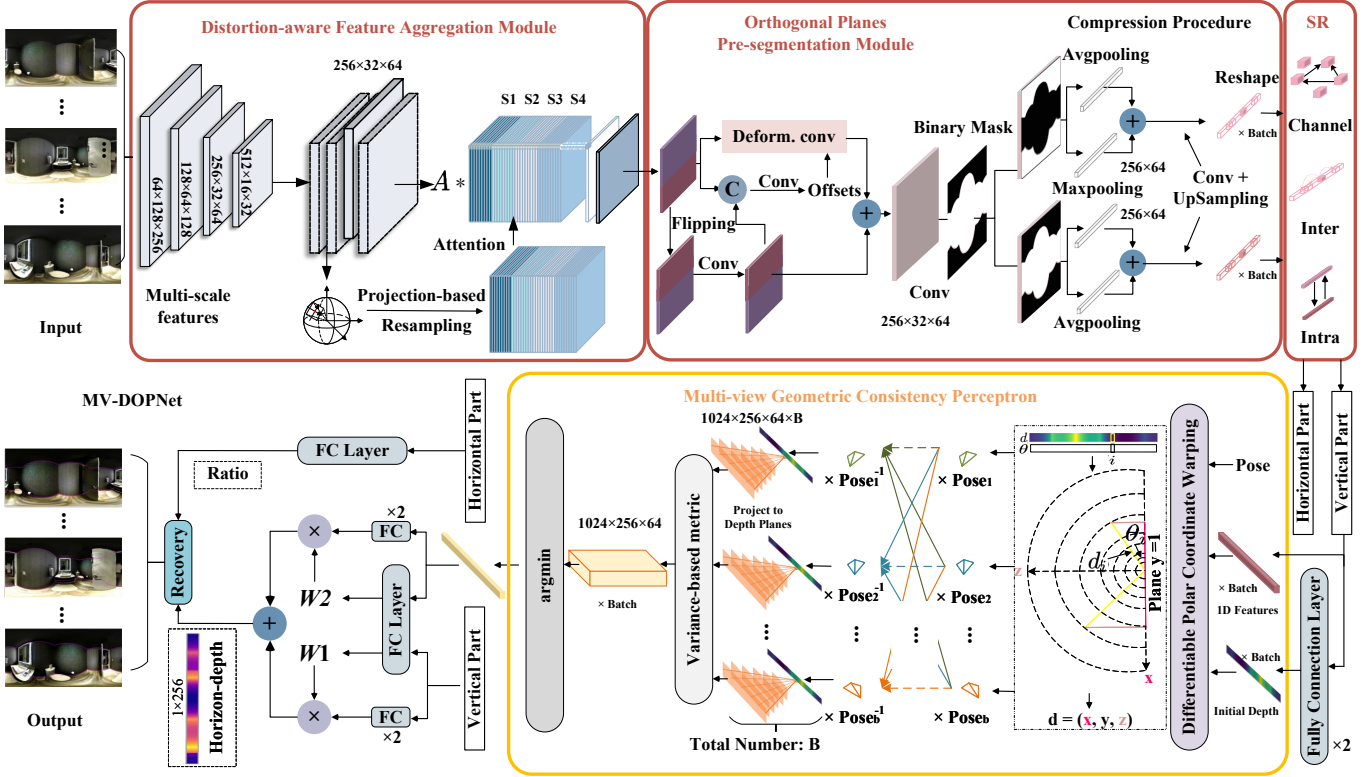 Distortion-aware Feature Aggregation Module
Input
64×128×256
128×64×128
256×32×64
512×16×32
Multi-scale
features
256×32×64
A *
S1 S2 S3 S4
Attention
Projection-based
Resampling
Orthogonal Planes
Pre-segmentation Module
Compression Procedure
Deform. conv
C
Conv
Offsets
Flipping
Conv
+
Binary Mask
Conv
256×32×64
Avgpooling
+
256×64
Maxpooling
256×64
+
Avgpooling
Reshape
× Batch
Conv +
UpSampling
× Batch
SR
Channel
Inter
Intra
Horizontal Part
Vertical Part
MV-DOPNet
Output
Recovery
Ratio
FC Layer
Horizontal Part
×2
FC
×
W2
FC Layer
+
W1
×
FC
×2
Vertical Part
1×256
Horizon-depth
Multi-view Geometric Consistency Perceptron
argmin
1024×256×64
× Batch
Variance-based metric
1024×256×64×B
Project to
Depth Planes
Total Number: B
× Pose1⁻¹
× Pose1
× Pose2⁻¹
× Pose2
× Poseb⁻¹
× Poseb
d
θ
i
θi
di
z
Plane y=1
x
d = (x, y, z)
Differentiable Polar Coordinate Warping
Pose
× Batch
1D Features
× Batch
Initial Depth
Fully Connection Layer
×2